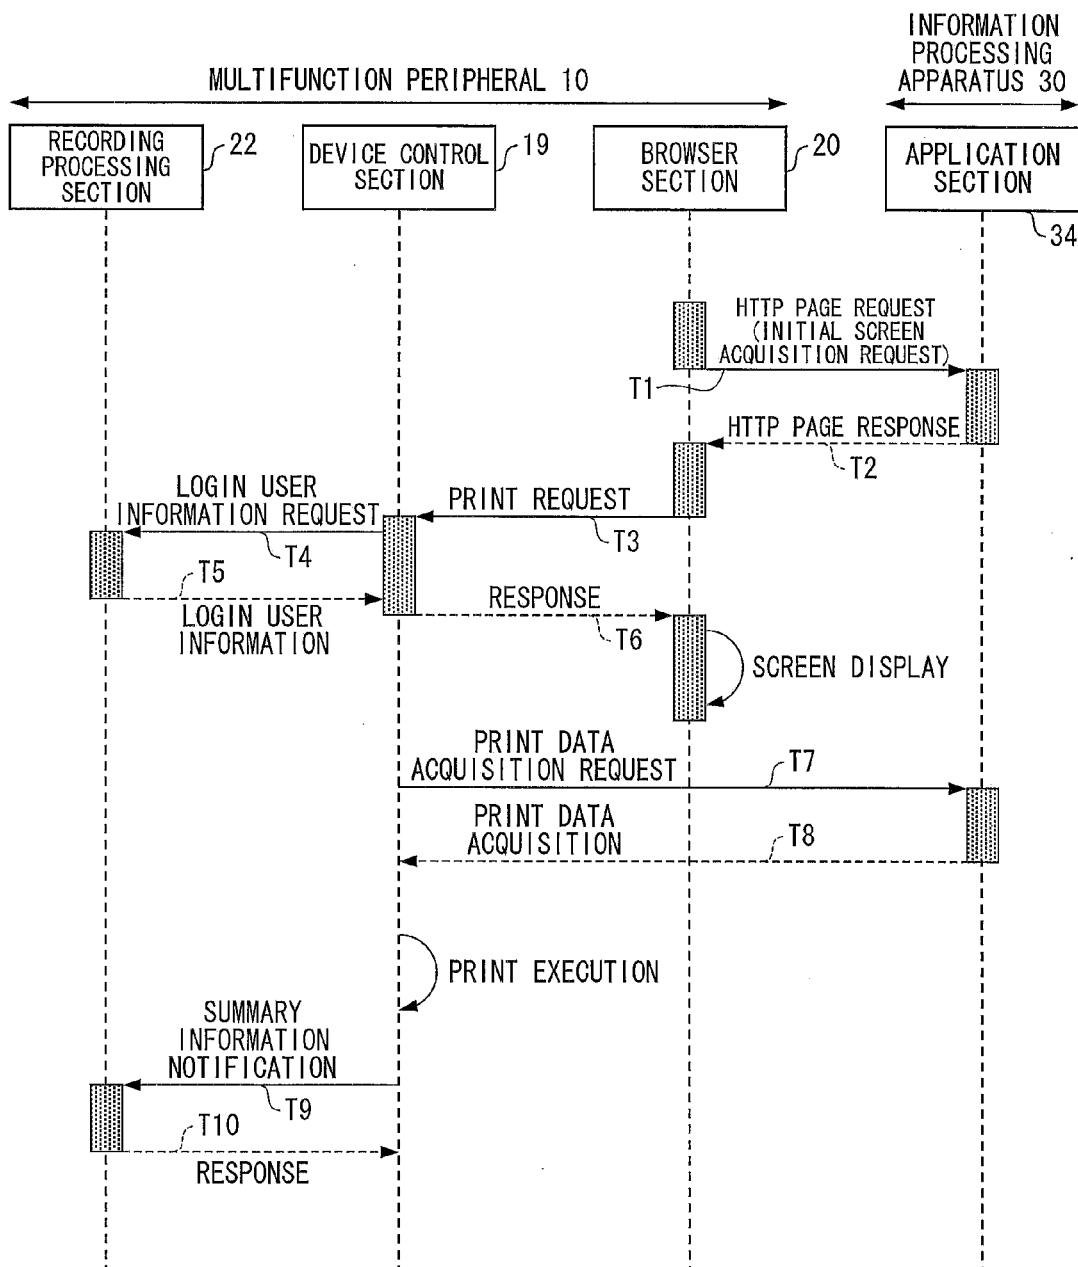 INFORMATION
PROCESSING
APPARATUS 30
MULTIFUNCTION PERIPHERAL 10
RECORDING
PROCESSING
SECTION
22
DEVICE CONTROL
SECTION
19
BROWSER
SECTION
20
APPLICATION
SECTION
34
HTTP PAGE REQUEST
(INITIAL SCREEN
ACQUISITION REQUEST)
T1
HTTP PAGE RESPONSE
T2
PRINT REQUEST
T3
LOGIN USER
INFORMATION REQUEST
T4
T5
LOGIN USER
INFORMATION
RESPONSE
T6
SCREEN DISPLAY
PRINT DATA
ACQUISITION REQUEST
T7
PRINT DATA
ACQUISITION
T8
PRINT EXECUTION
SUMMARY
INFORMATION
NOTIFICATION
T9
T10
RESPONSE